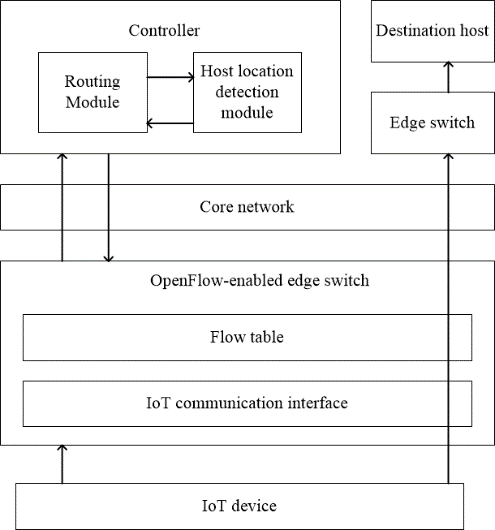 Controller
Destination host
Routing
Module
Host location
detection
module
Edge switch
Core network
OpenFlow-enabled edge switch
Flow table
IoT communication interface
IoT device